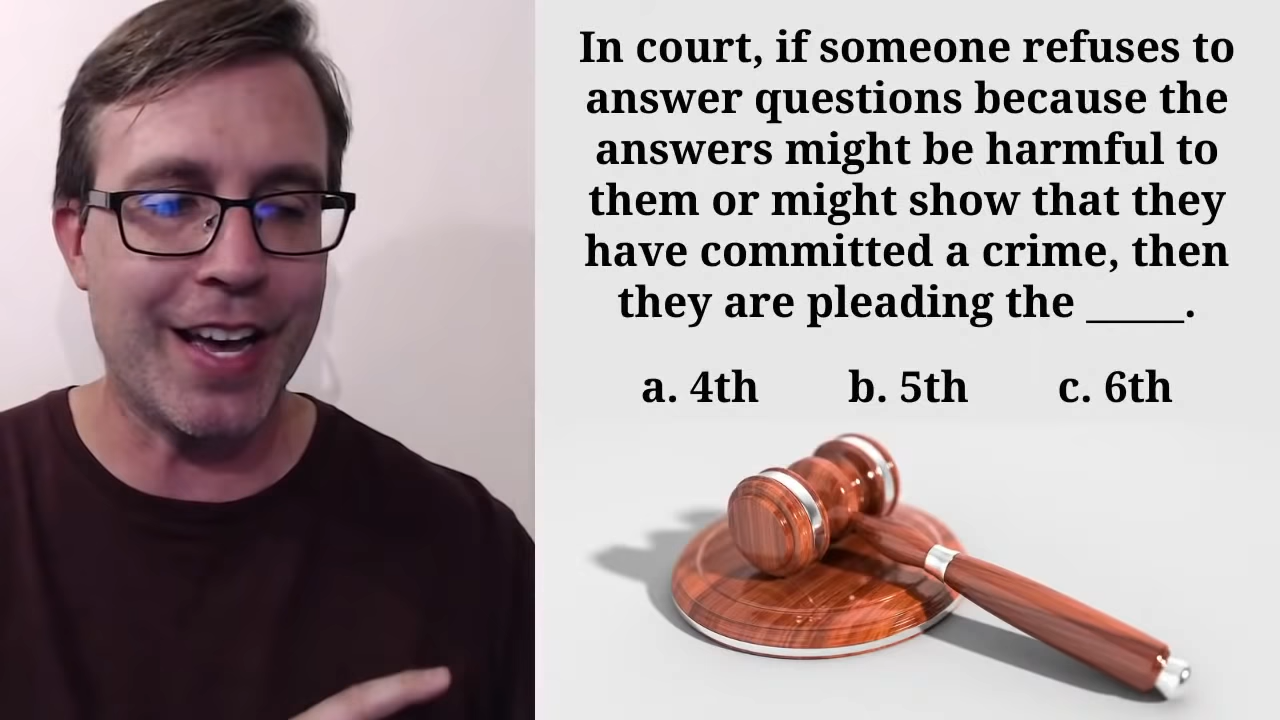 In court, if someone refuses to
answer questions because the
answers might be harmful to
them or might show that they
have committed a crime, then
they are pleading the _____.
a. 4th b. 5th c. 6th